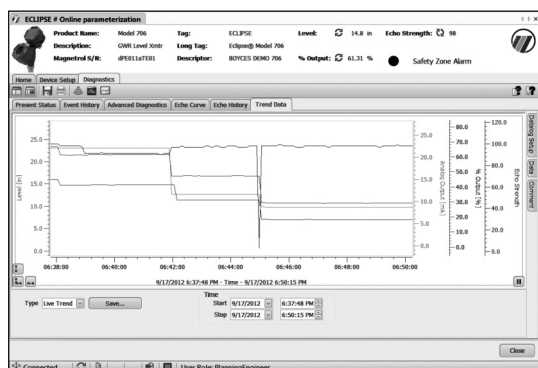 ECLIPSE # Online parameterization
Product Name: Model 706 Tag: ECLIPSE Level: 14.8 in Echo Strength: 98
Description: GWR Level Xmtr Long Tag: Eclipse@ Model 706
Magnetrol S/N: dPE011aTE01 Descriptor: BOYCES DEMO 706 % Output: 61.31 % Safety Zone Alarm
Home Device Setup Diagnostics
Present Status Event History Advanced Diagnostics Echo Curve Echo History Trend Data
Level [in]
25.0
20.0
15.0
10.0
5.0
0.0
25.0
20.0
15.0
10.0
5.0
0.0
Analog Output [mA]
80.0
70.0
60.0
50.0
40.0
30.0
20.0
10.0
0.0
% Output [%]
120.0
100.0
80.0
60.0
40.0
20.0
0.0
Echo Strength
Datalog Setup
Data
Comment
06:38:00 06:40:00 06:42:00 06:44:00 06:46:00 06:48:00 06:50:00
9/17/2012 6:37:48 PM - Time - 9/17/2012 6:50:15 PM
Type Live Trend Save...
Time
Start 9/17/2012 6:37:48 PM
Stop 9/17/2012 6:50:15 PM
Close
Connected User Role: PlanningEngineer